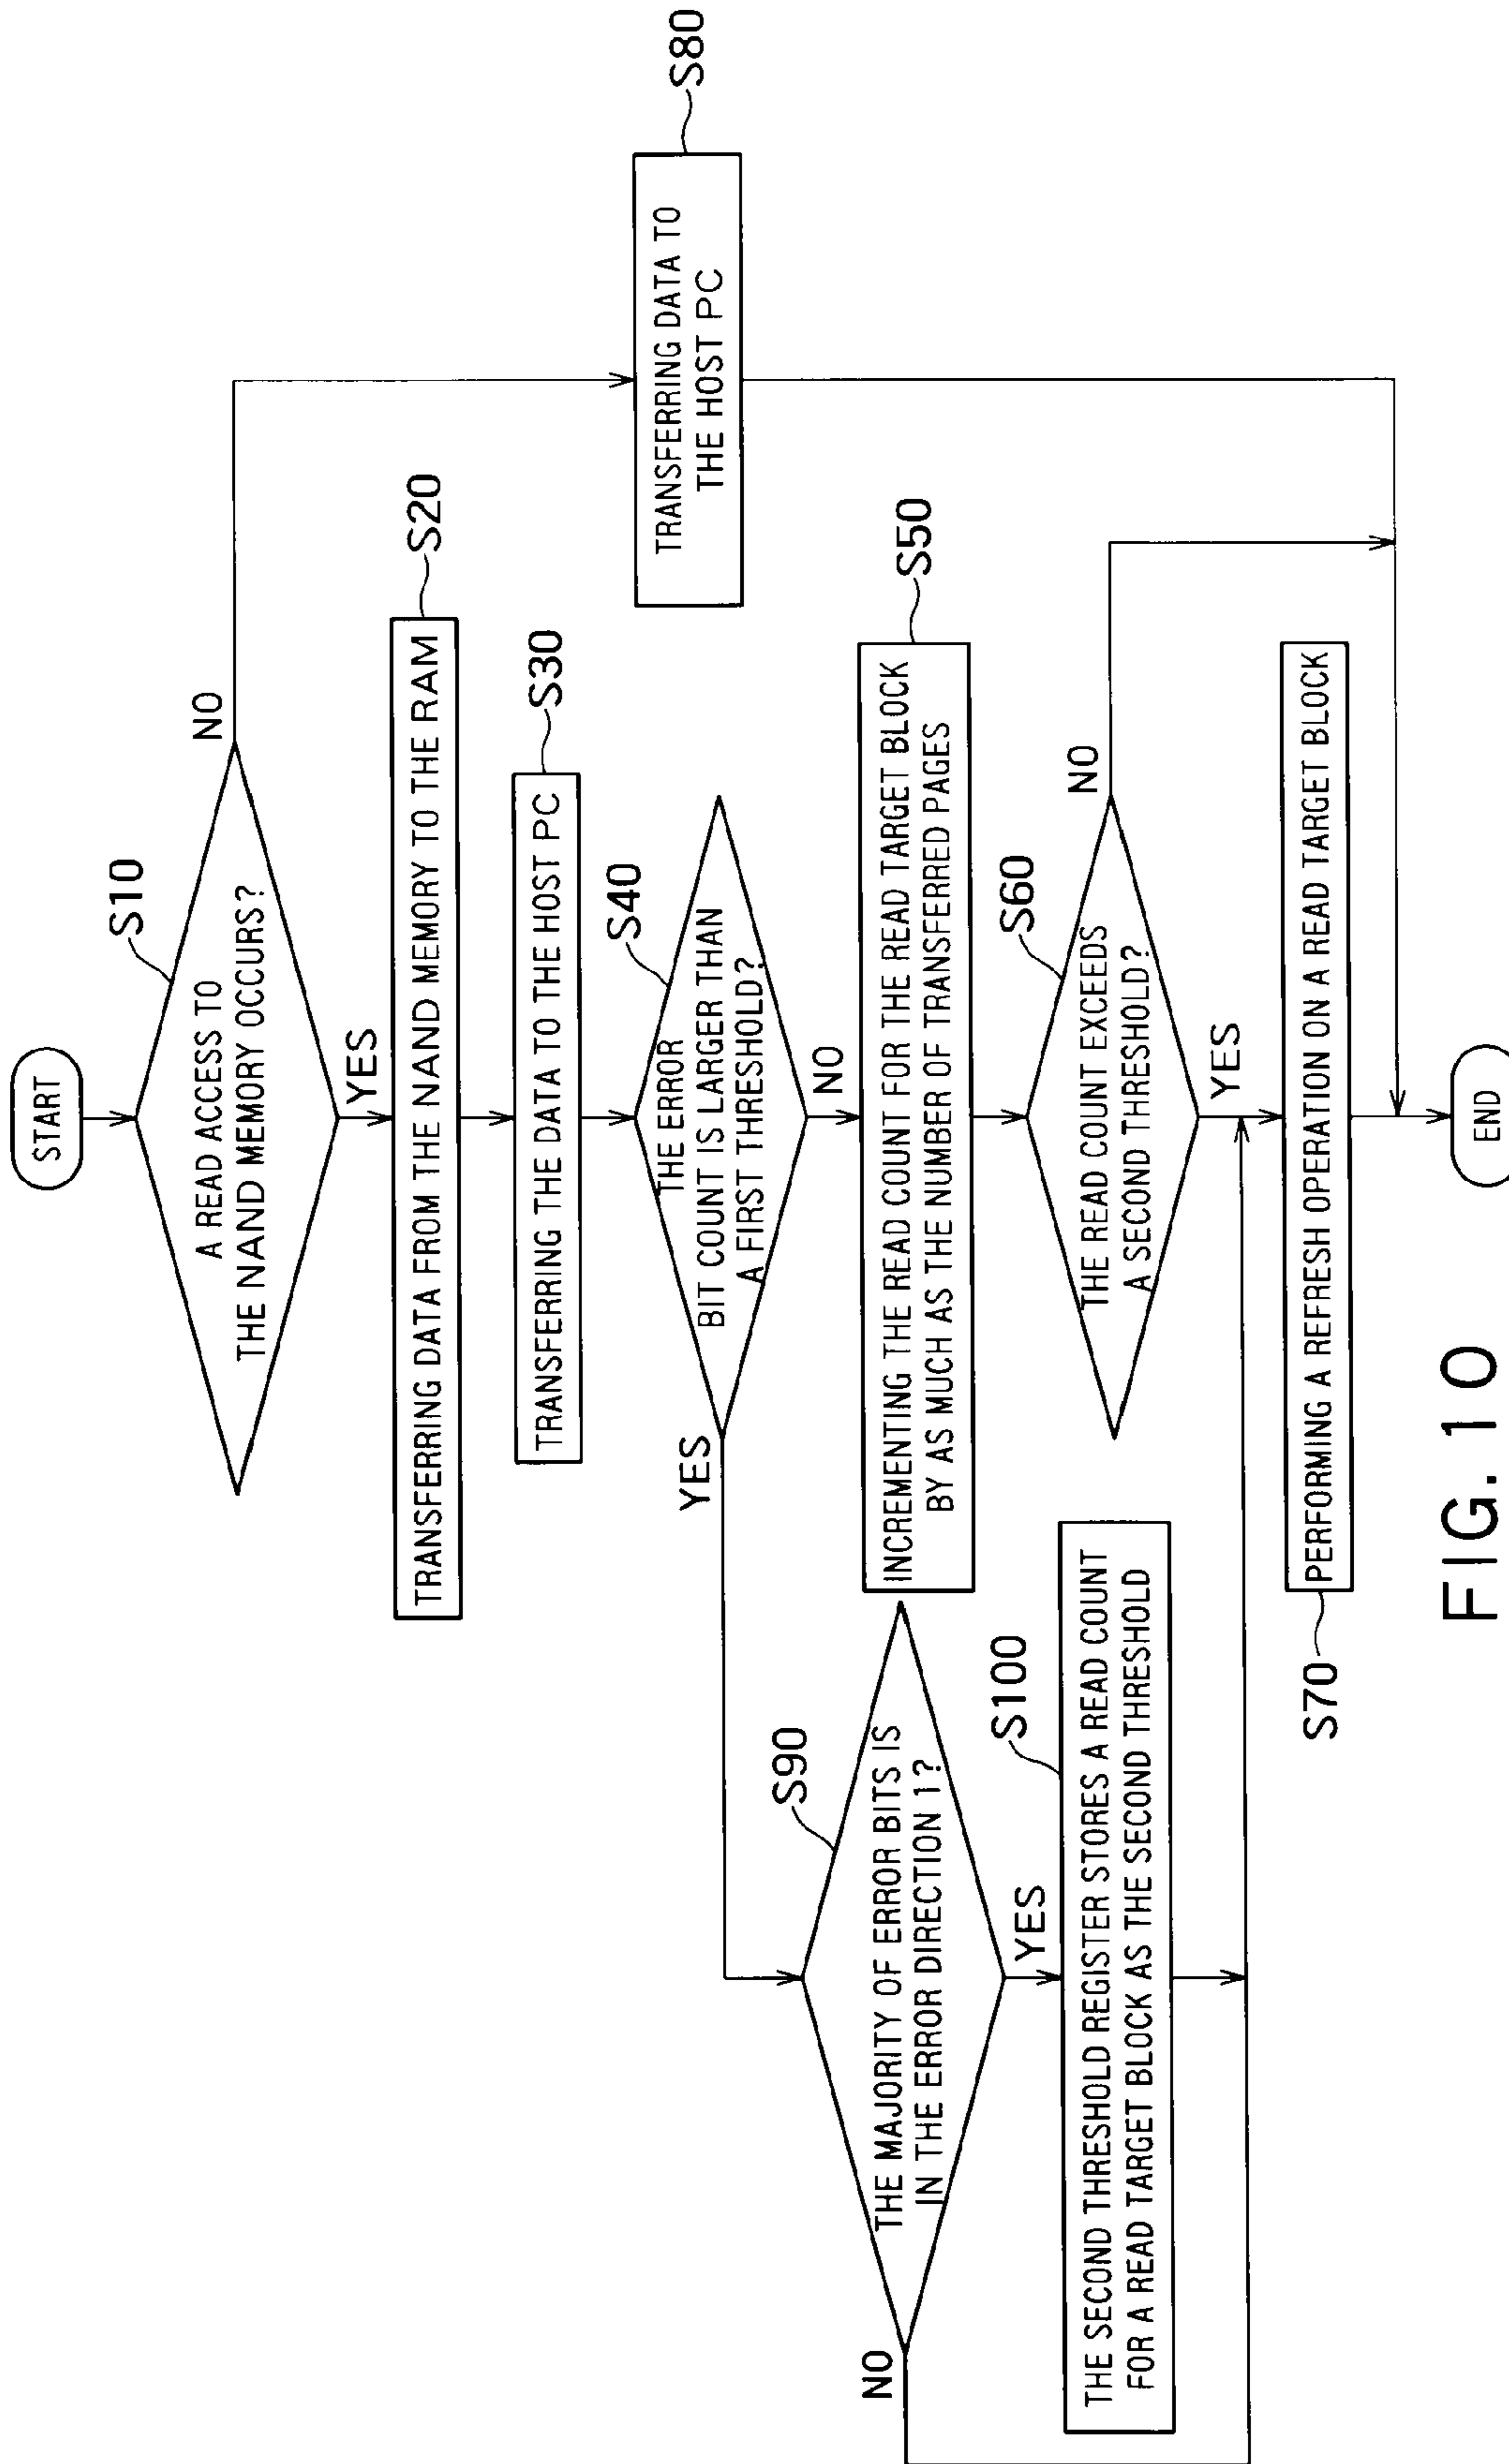 START
S10
A READ ACCESS TO
THE NAND MEMORY OCCURS?
NO
YES
S20
TRANSFERRING DATA FROM THE NAND MEMORY TO THE RAM
S30
TRANSFERRING THE DATA TO THE HOST PC
S80
TRANSFERRING DATA TO
THE HOST PC
S40
THE ERROR
BIT COUNT IS LARGER THAN
A FIRST THRESHOLD?
YES
NO
S50
INCREMENTING THE READ COUNT FOR THE READ TARGET BLOCK
BY AS MUCH AS THE NUMBER OF TRANSFERRED PAGES
S60
THE READ COUNT EXCEEDS
A SECOND THRESHOLD?
NO
YES
S90
THE MAJORITY OF ERROR BITS IS
IN THE ERROR DIRECTION 1?
NO
YES
S100
THE SECOND THRESHOLD REGISTER STORES A READ COUNT
FOR A READ TARGET BLOCK AS THE SECOND THRESHOLD
S70
PERFORMING A REFRESH OPERATION ON A READ TARGET BLOCK
END
FIG. 10